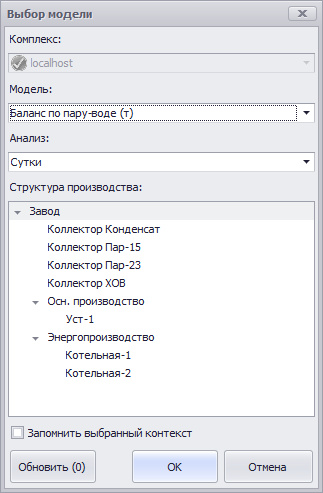 Выбор модели
Комплекс:
localhost
Модель:
Баланс по пару-воде (т)
Анализ:
Сутки
Структура производства:
Завод
Коллектор Конденсат
Коллектор Пар-15
Коллектор Пар-23
Коллектор ХОВ
Осн. производство
Уст-1
Энергопроизводство
Котельная-1
Котельная-2
Запомнить выбранный контекст
Обновить (0) ОК Отмена